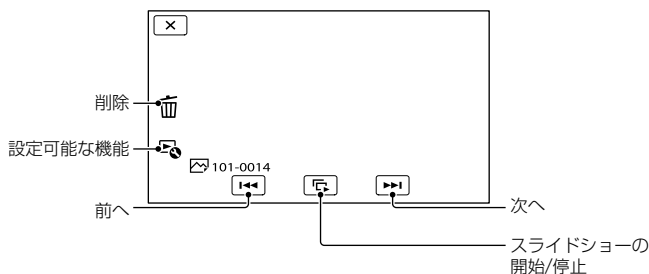 削除
設定可能な機能
101-0014
前へ
次へ
スライドショーの
開始/停止